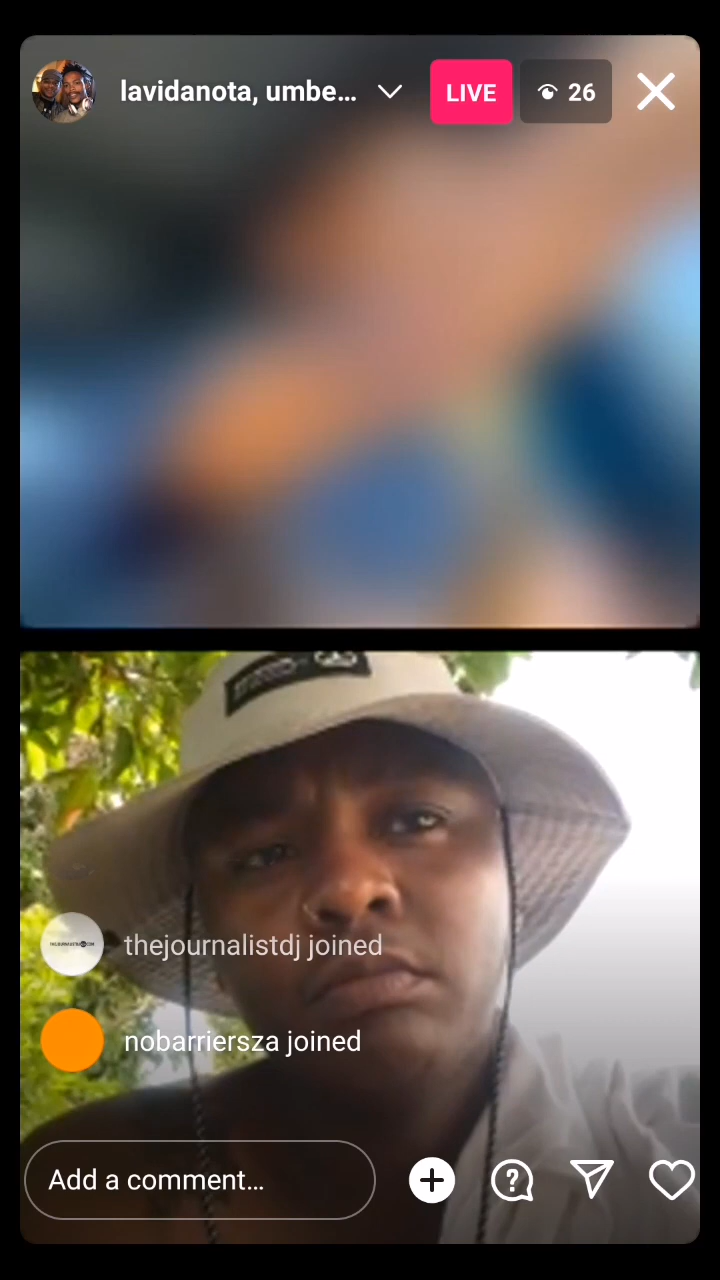 lavidanota, umbe...
LIVE
26
thejournalistdj joined
nobarriersza joined
Add a comment...